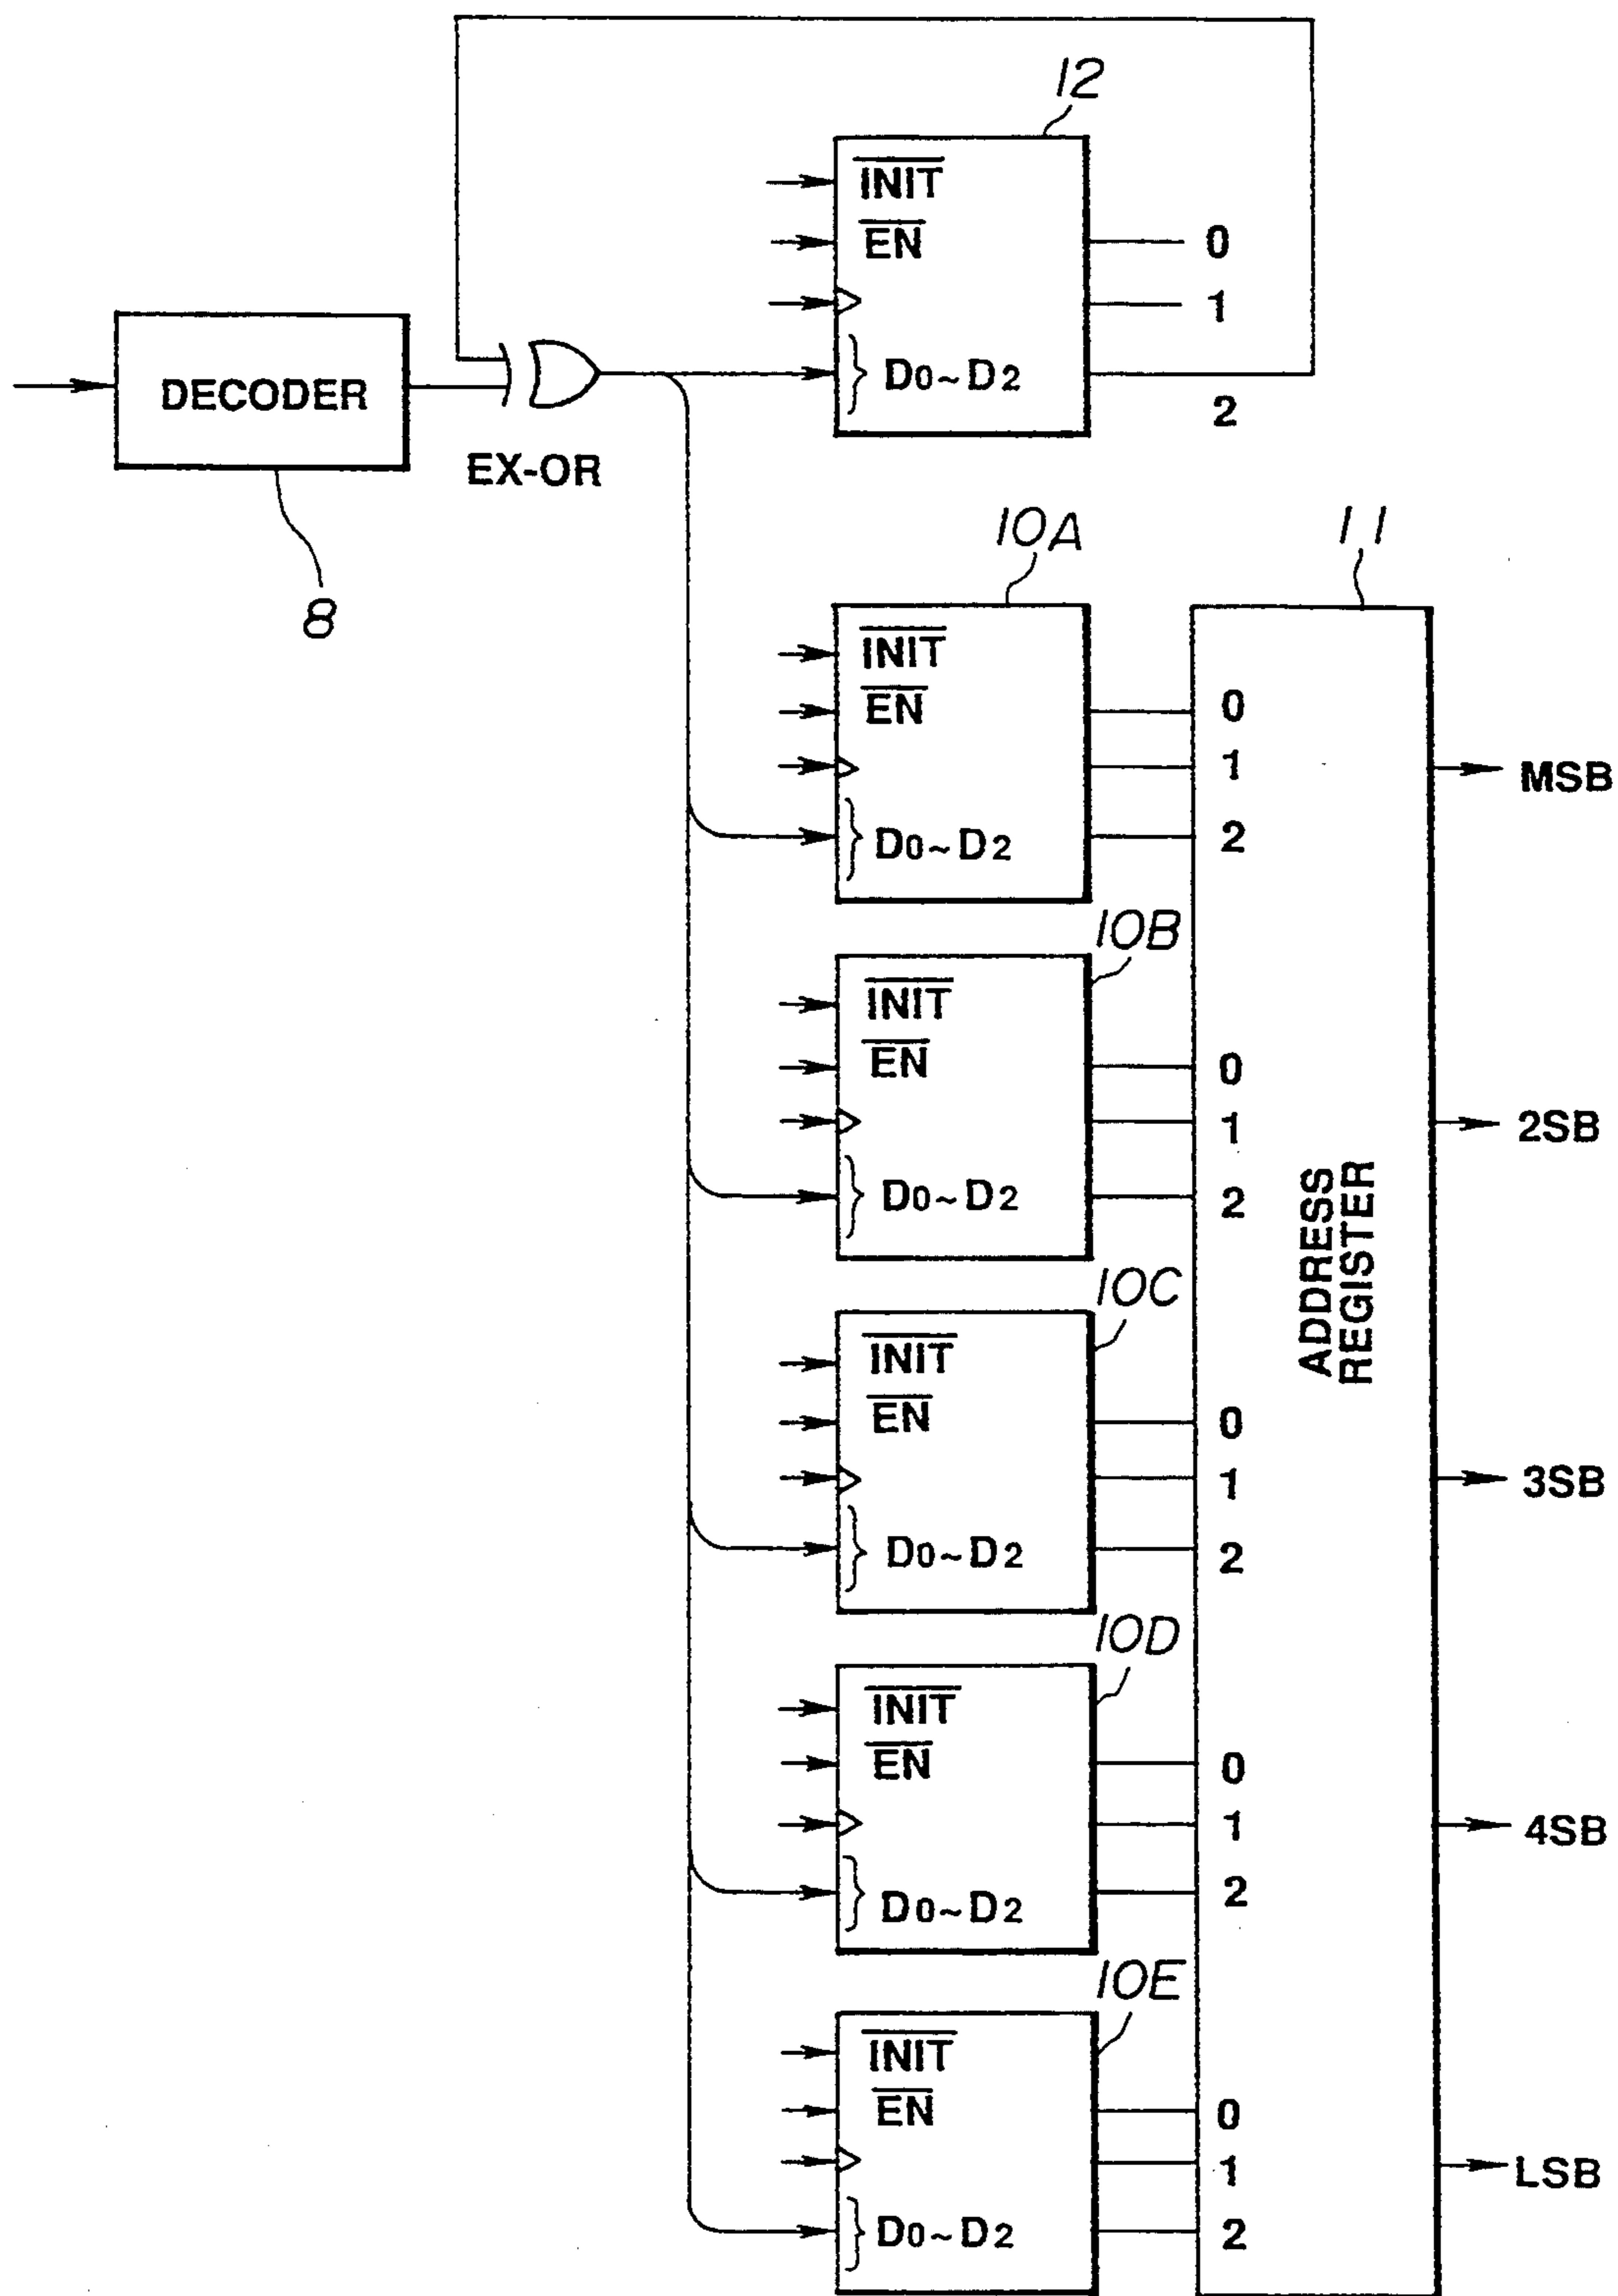 12
INIT
EN
0
1
DECODER
D0~D2
2
EX-OR
8
10A
11
INIT
EN
0
1
MSB
D0~D2
2
10B
INIT
EN
0
1
2SB
D0~D2
2
ADDRESS
REGISTER
10C
INIT
EN
0
1
3SB
D0~D2
2
10D
INIT
EN
0
1
4SB
D0~D2
2
10E
INIT
EN
0
1
LSB
D0~D2
2